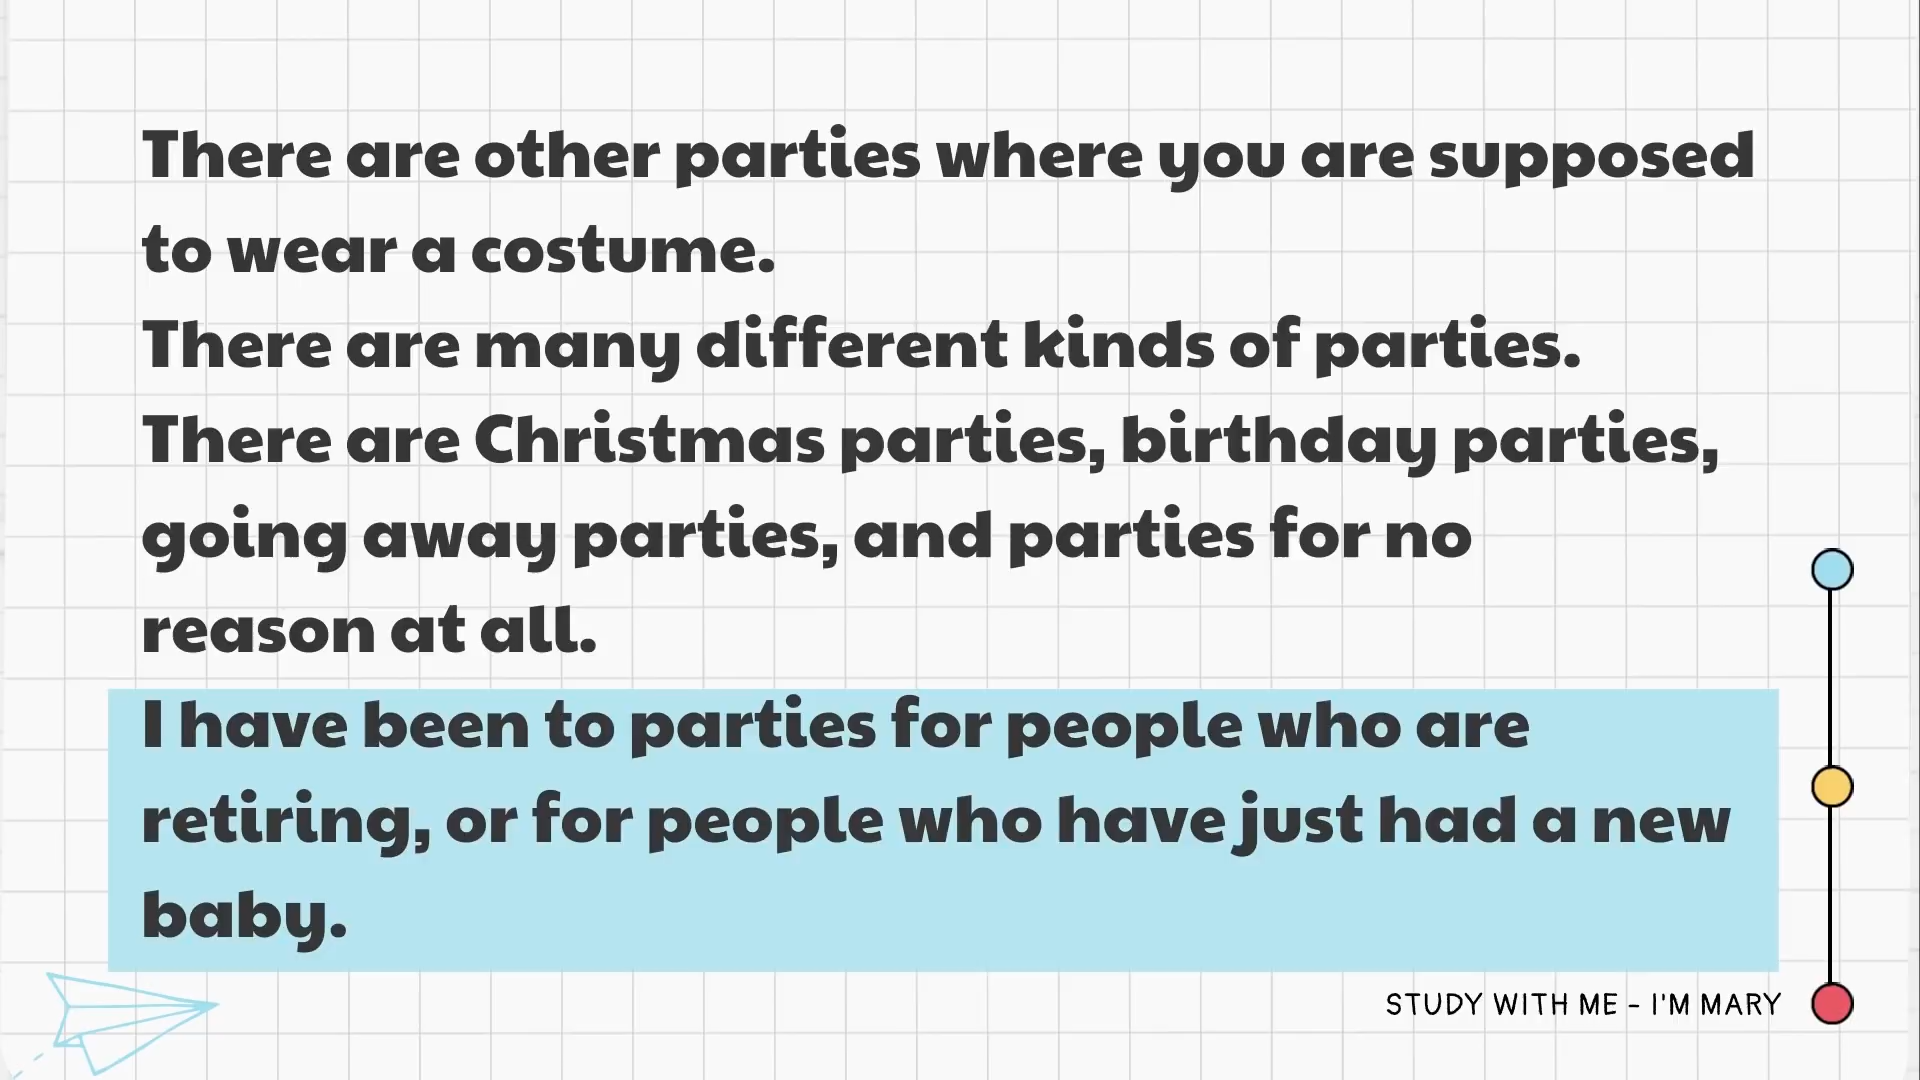 There are other parties where you are supposed
to wear a costume.
There are many different kinds of parties.
There are Christmas parties, birthday parties,
going away parties, and parties for no
reason at all.
I have been to parties for people who are
retiring, or for people who have just had a new
baby.
STUDY WITH ME - I'M MARY